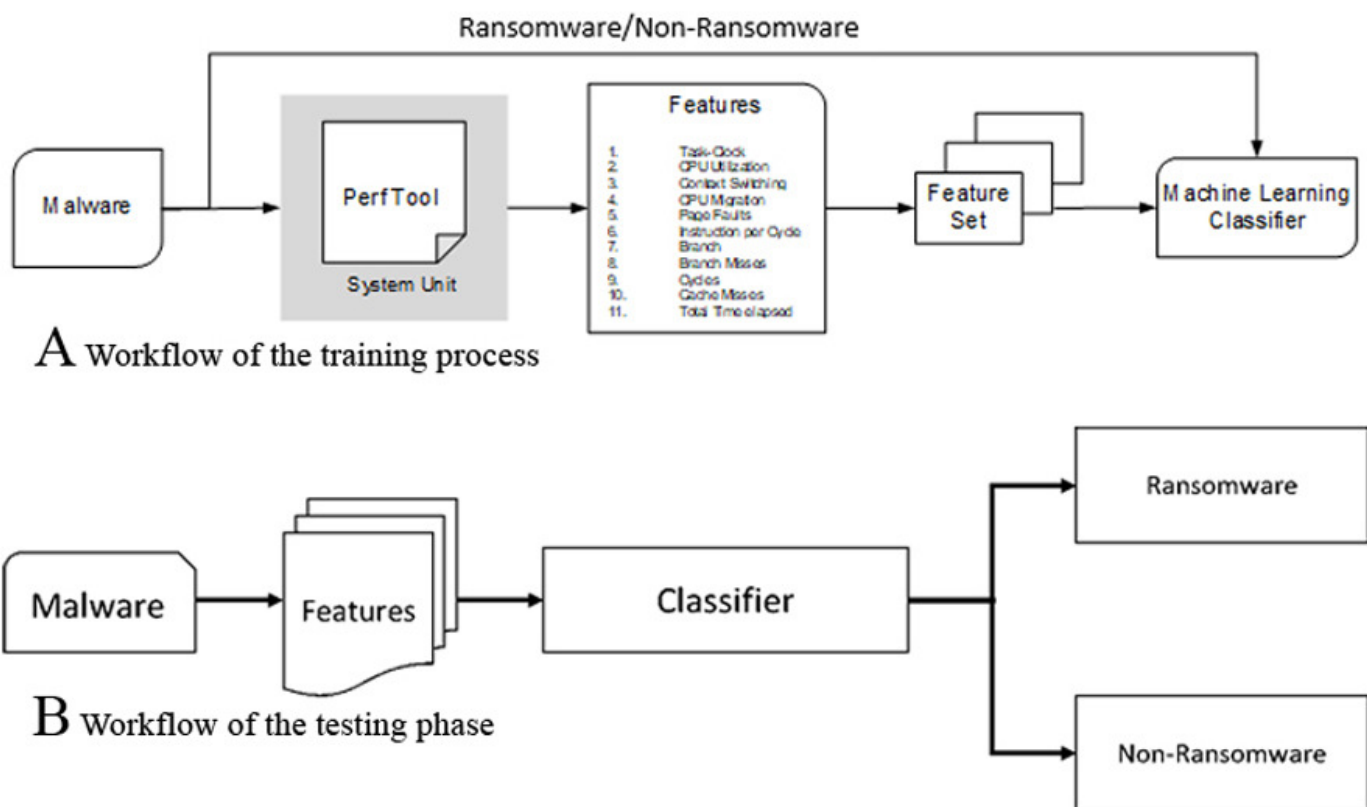 Ransomware/Non-Ransomware
Malware
PerfTool
System Unit
Features
1. Task-Clock
2. CPU Utilization
3. Context Switching
4. CPU Migration
5. Page Faults
6. Instruction per Cycle
7. Branch
8. Branch Misses
9. Cycles
10. Cache Misses
11. Total Time elapsed
Feature
Set
Machine Learning
Classifier
A Workflow of the training process
Malware
Features
Classifier
Ransomware
Non-Ransomware
B Workflow of the testing phase